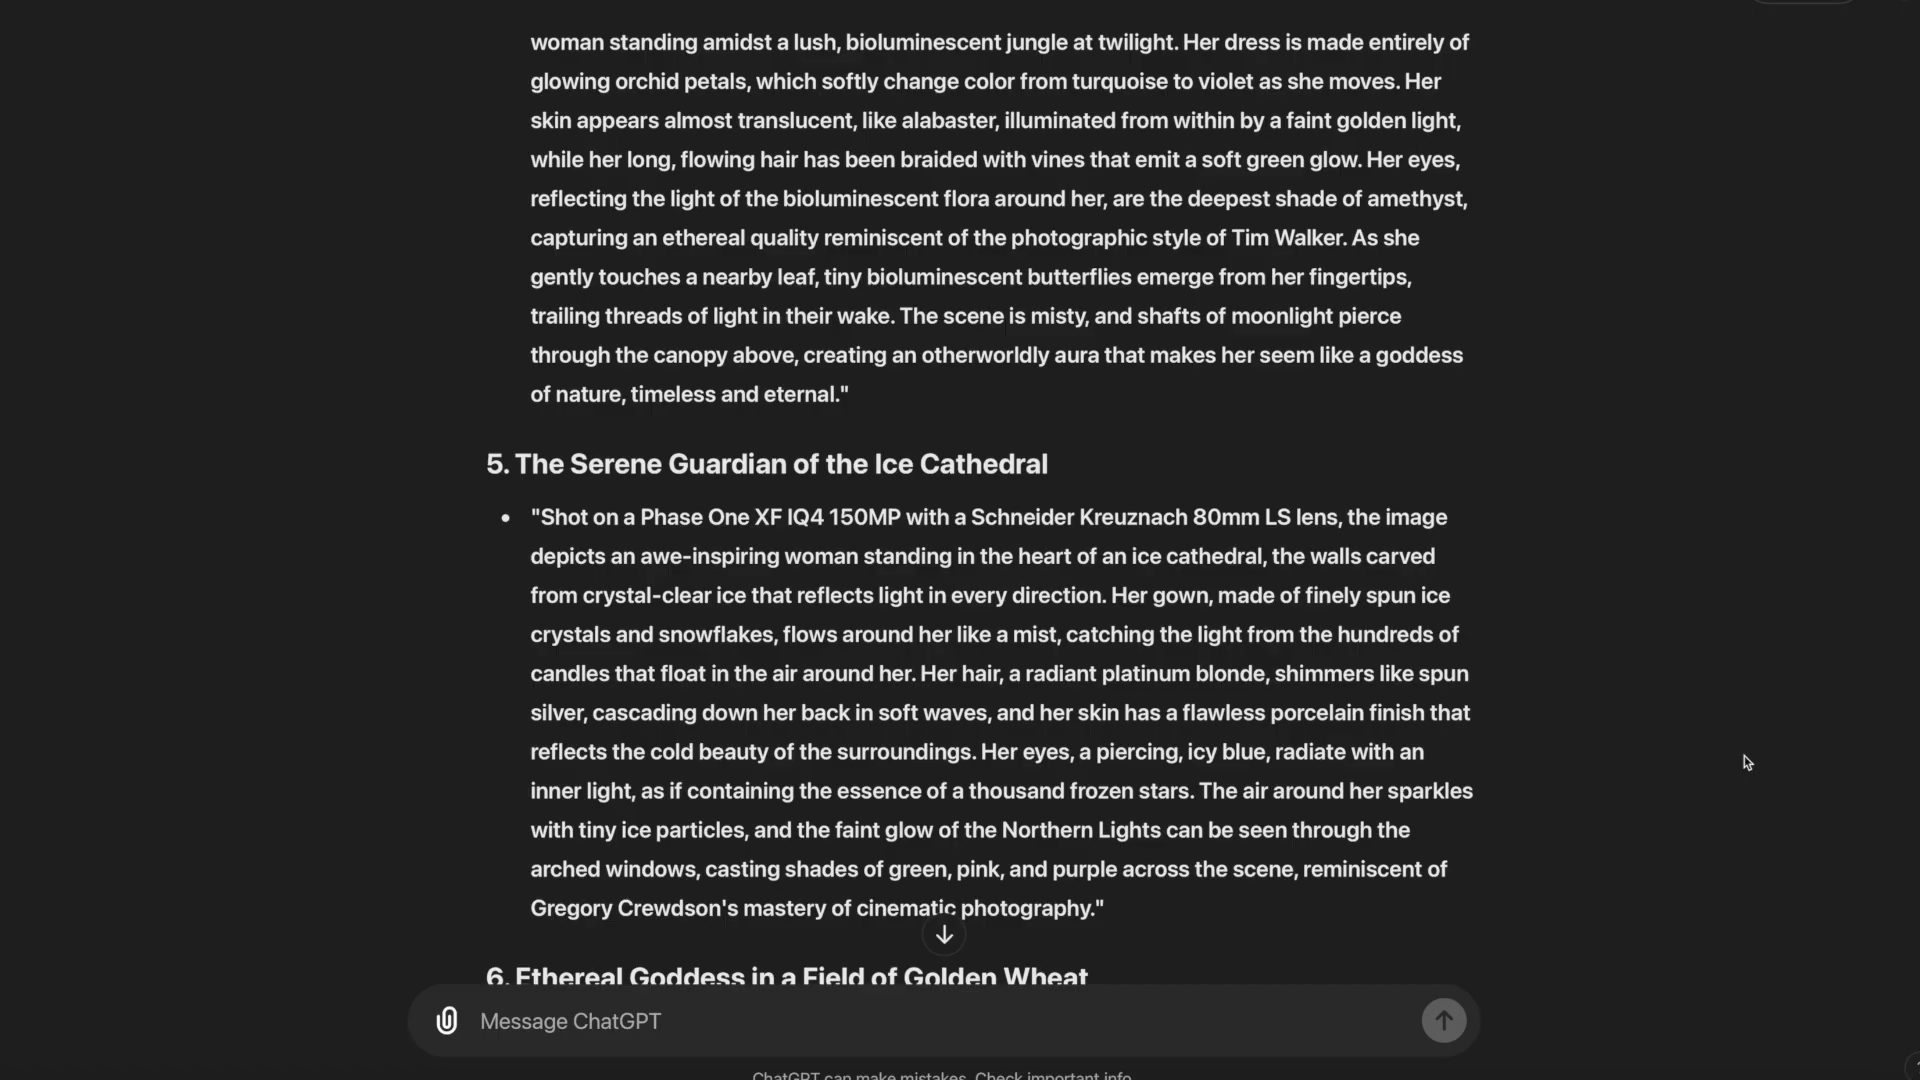 woman standing amidst a lush, bioluminescent jungle at twilight. Her dress is made entirely of
glowing orchid petals, which softly change color from turquoise to violet as she moves. Her
skin appears almost translucent, like alabaster, illuminated from within by a faint golden light,
while her long, flowing hair has been braided with vines that emit a soft green glow. Her eyes,
reflecting the light of the bioluminescent flora around her, are the deepest shade of amethyst,
capturing an ethereal quality reminiscent of the photographic style of Tim Walker. As she
gently touches a nearby leaf, tiny bioluminescent butterflies emerge from her fingertips,
trailing threads of light in their wake. The scene is misty, and shafts of moonlight pierce
through the canopy above, creating an otherworldly aura that makes her seem like a goddess
of nature, timeless and eternal."
5. The Serene Guardian of the Ice Cathedral
• "Shot on a Phase One XF IQ4 150MP with a Schneider Kreuznach 80mm LS lens, the image
depicts an awe-inspiring woman standing in the heart of an ice cathedral, the walls carved
from crystal-clear ice that reflects light in every direction. Her gown, made of finely spun ice
crystals and snowflakes, flows around her like a mist, catching the light from the hundreds of
candles that float in the air around her. Her hair, a radiant platinum blonde, shimmers like spun
silver, cascading down her back in soft waves, and her skin has a flawless porcelain finish that
reflects the cold beauty of the surroundings. Her eyes, a piercing, icy blue, radiate with an
inner light, as if containing the essence of a thousand frozen stars. The air around her sparkles
with tiny ice particles, and the faint glow of the Northern Lights can be seen through the
arched windows, casting shades of green, pink, and purple across the scene, reminiscent of
Gregory Crewdson's mastery of cinematic photography."
6. Ethereal Goddess in a Field of Golden Wheat
Message ChatGPT
ChatGPT can make mistakes. Check important info.